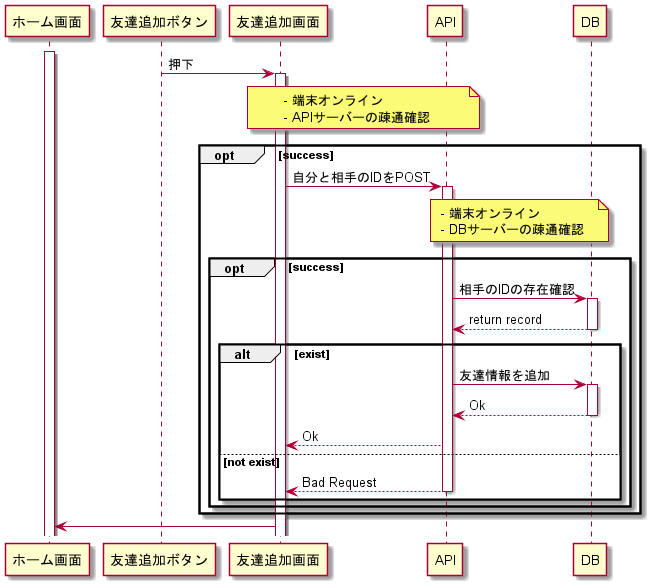 ホーム画面
友達追加ボタン
友達追加画面
API
DB
押下
- 端末オンライン
- APIサーバーの疎通確認
opt
[success]
自分と相手のIDをPOST
- 端末オンライン
- DBサーバーの疎通確認
opt
[success]
相手のIDの存在確認
return record
alt
[exist]
友達情報を追加
Ok
Ok
[not exist]
Bad Request
ホーム画面
友達追加ボタン
友達追加画面
API
DB